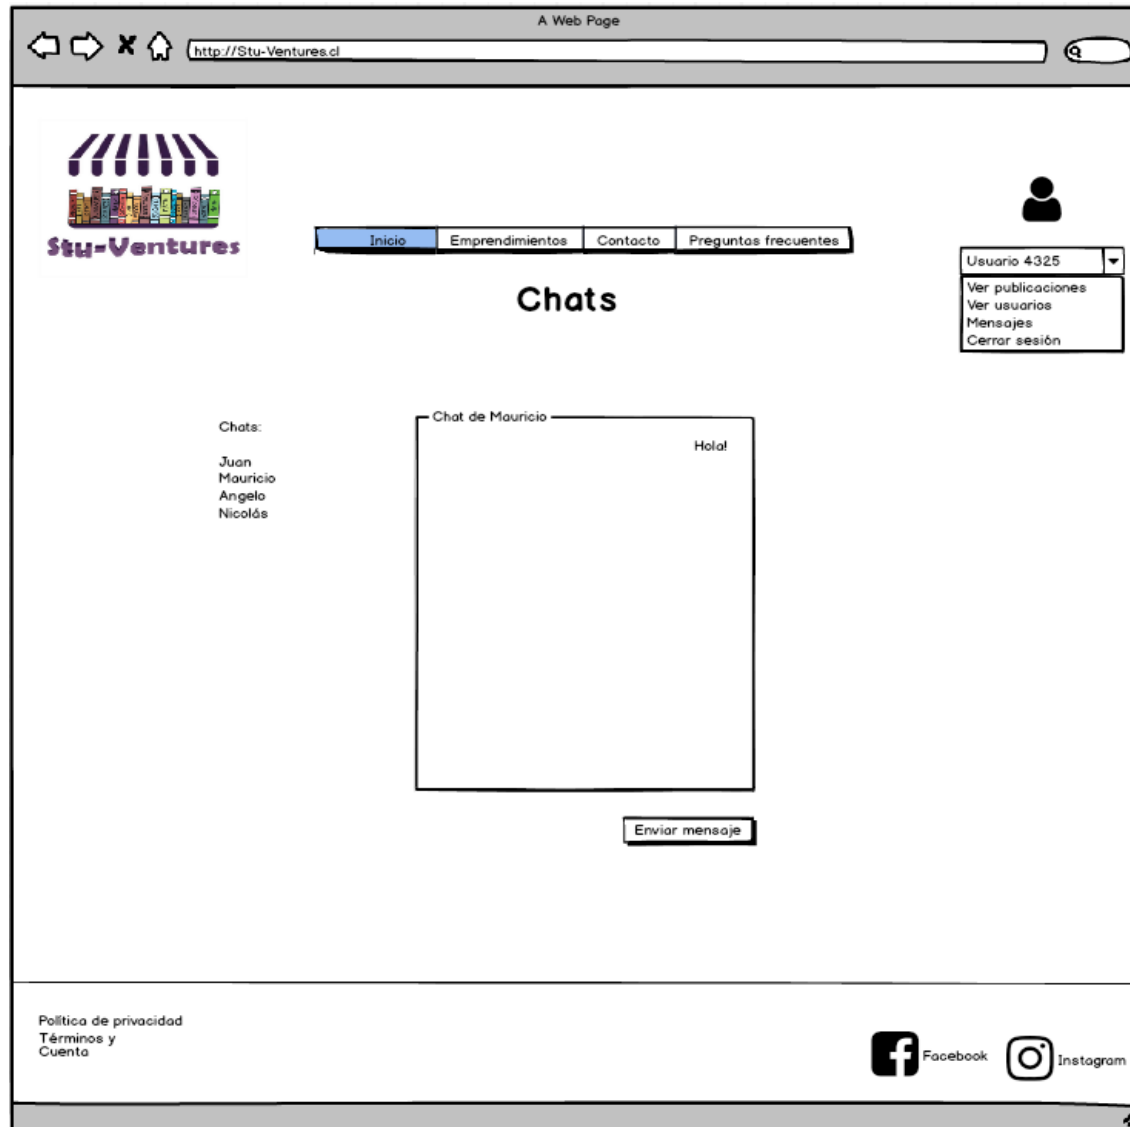 A Web Page
http://Stu-Ventures.cl
Stu-Ventures
Inicio Emprendimientos Contacto Preguntas frecuentes
Usuario 4325
Ver publicaciones
Ver usuarios
Mensajes
Cerrar sesión
Chats
Chats:
Juan
Mauricio
Angelo
Nicolás
Chat de Mauricio
Hola!
Enviar mensaje
Política de privacidad
Términos y
Cuenta
Facebook
Instagram